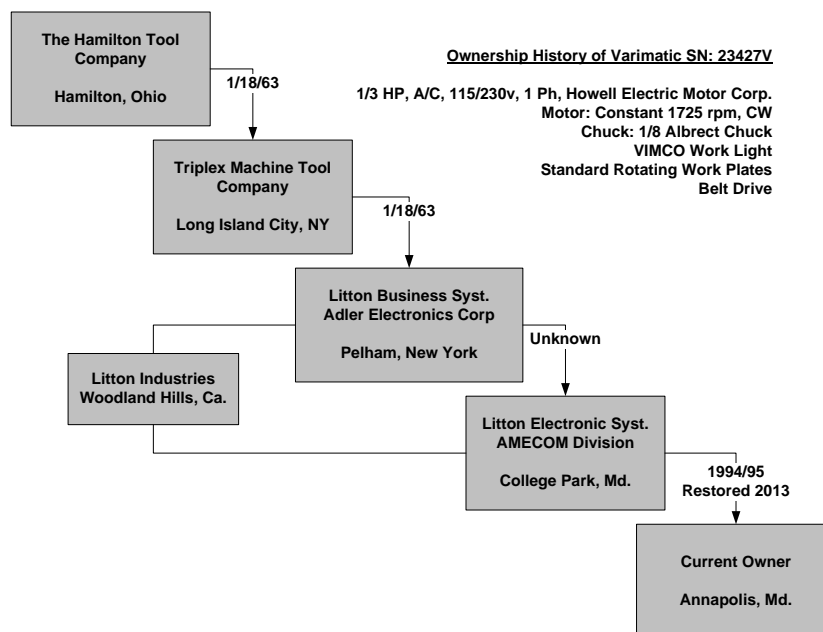 The Hamilton Tool
Company
Hamilton, Ohio
1/18/63
Ownership History of Varimatic SN: 23427V
1/3 HP, A/C, 115/230v, 1 Ph, Howell Electric Motor Corp.
Motor: Constant 1725 rpm, CW
Chuck: 1/8 Albrect Chuck
VIMCO Work Light
Standard Rotating Work Plates
Belt Drive
Triplex Machine Tool
Company
Long Island City, NY
1/18/63
Litton Business Syst.
Adler Electronics Corp
Pelham, New York
Unknown
Litton Industries
Woodland Hills, Ca.
Litton Electronic Syst.
AMECOM Division
College Park, Md.
1994/95
Restored 2013
Current Owner
Annapolis, Md.